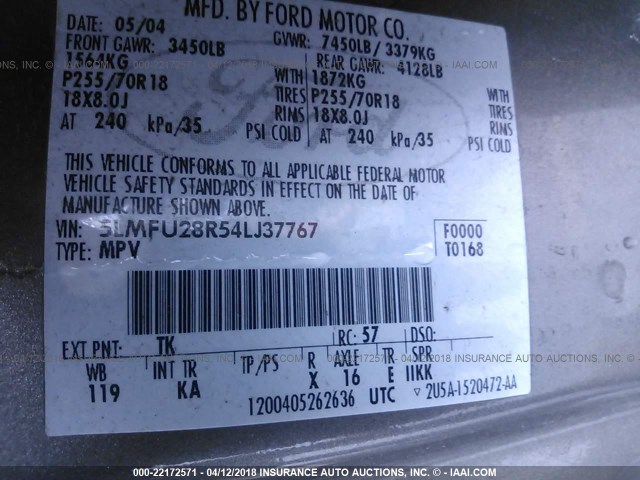 MFD. BY FORD MOTOR CO.
DATE: 05/04 GVWR: 7450LB/ 3379KG
FRONT GAWR: 3450LB REAR GAWR: 4128LB
1564KG WITH 1872KG WITH
P255/70R18 TIRES P255/70R18 TIRES
18X8.0J RIMS 18X8.0J RIMS
AT 240 kPa/35 PSI COLD AT 240 kPa/35 PSI COLD
THIS VEHICLE CONFORMS TO ALL APPLICABLE FEDERAL MOTOR
VEHICLE SAFETY STANDARDS IN EFFECT ON THE DATE OF
MANUFACTURE SHOWN ABOVE.
VIN: 5LMFU28R54LJ37767 F0000
TYPE: MPV T0168
EXT PNT: TK RC: 57 DSO:
WB INT TR TP/PS R AXLE TR SPR
119 KA X 16 E IIKK
1200405262636 UTC ▽ 2U5A-1520472-AA
Ford
000-22172571 - 04/12/2018 INSURANCE AUTO AUCTIONS, INC. - © IAAI.COM